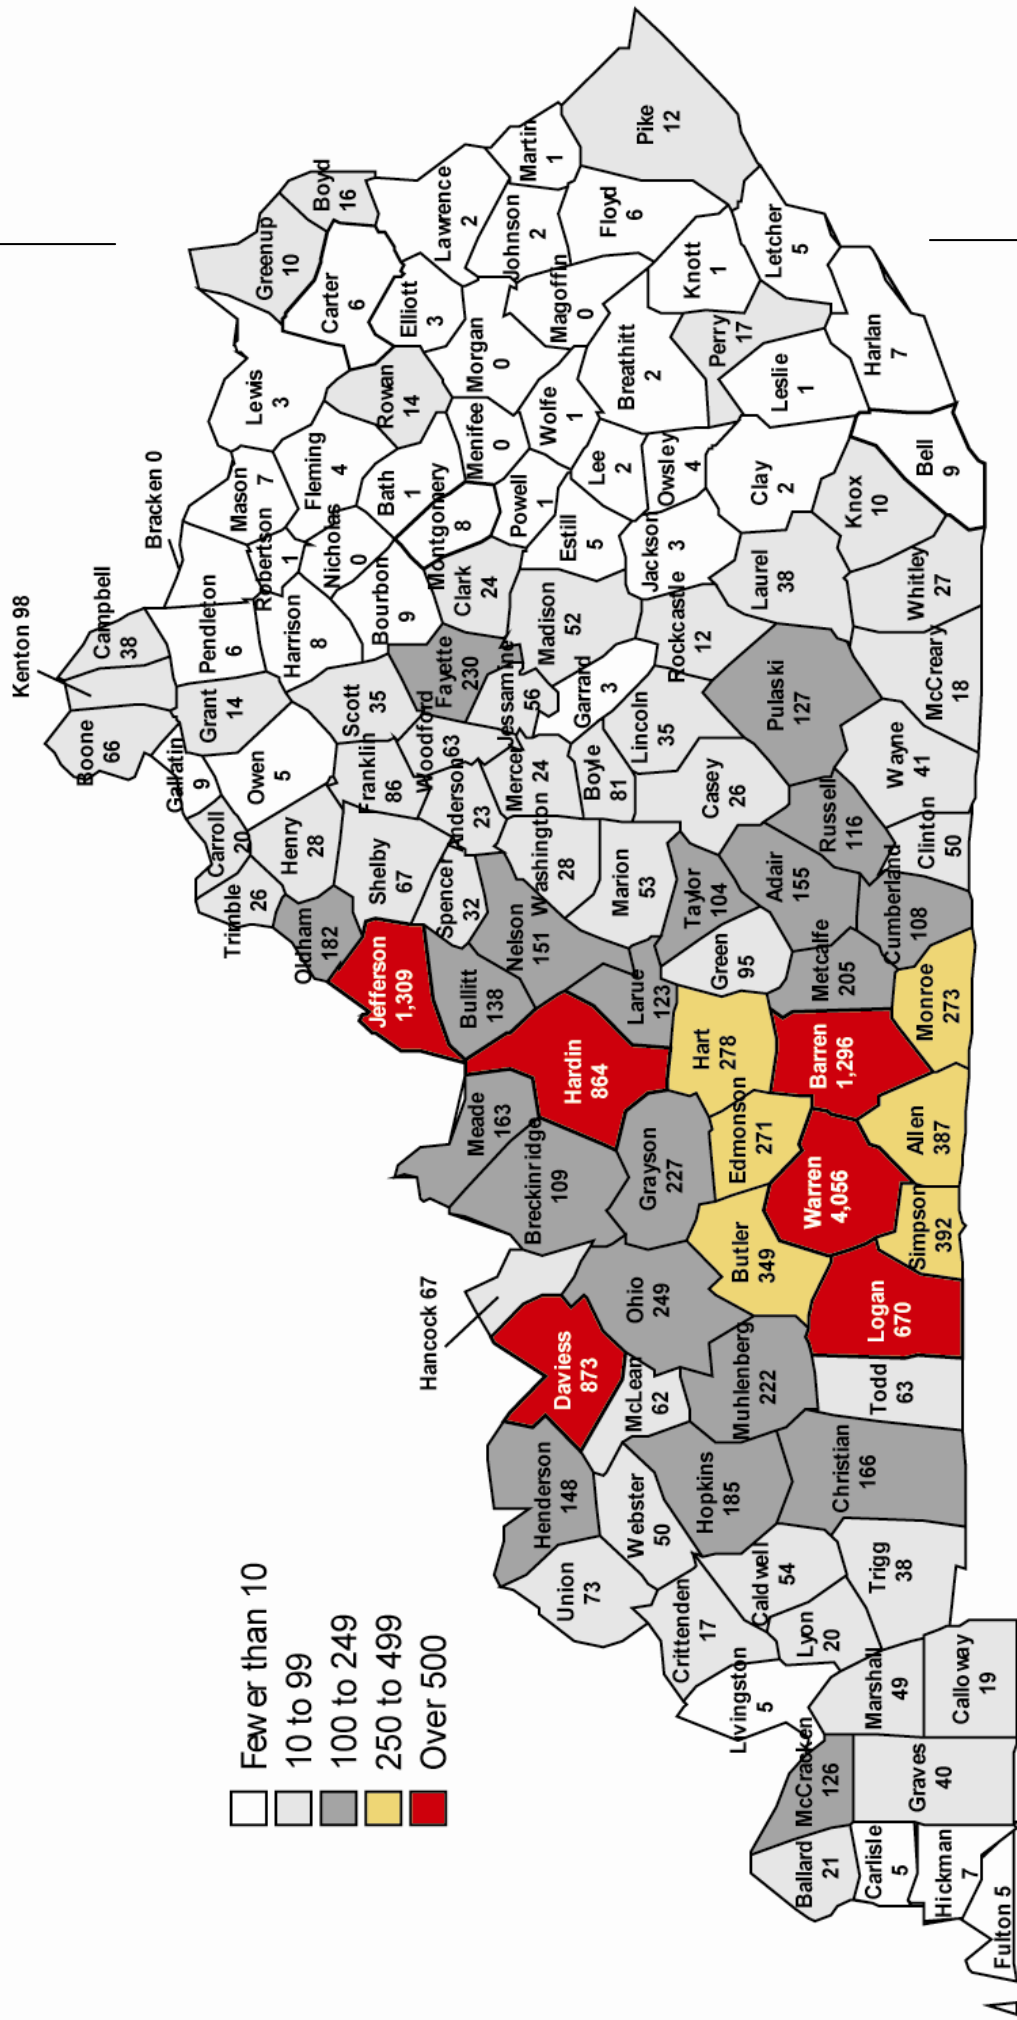 Fewer than 10
10 to 99
100 to 249
250 to 499
Over 500
Kenton 98
Bracken 0
Hancock 67
Boone
66
Campbell
38
Gallatin
9
Grant
14
Pendleton
6
Carroll
20
Owen
5
Trimble
26
Henry
28
Oldham
182
Shelby
67
Franklin
86
Scott
35
Harrison
8
Robertson
1
Mason
7
Lewis
3
Greenup
10
Boyd
16
Carter
6
Fleming
4
Nicholas
0
Bourbon
9
Bath
1
Rowan
14
Elliott
3
Lawrence
2
Jefferson
1,309
Spencer
32
Anderson
23
Woodford
63
Fayette
230
Clark
24
Montgomery
8
Menifee
0
Morgan
0
Johnson
2
Martin
1
Bullitt
138
Nelson
151
Washington
28
Mercer
24
Jessamine
56
Madison
52
Estill
5
Powell
1
Wolfe
1
Magoffin
0
Floyd
6
Pike
12
Meade
163
Breckinridge
109
Hardin
864
Larue
123
Marion
53
Boyle
81
Garrard
3
Lincoln
35
Rockcastle
12
Jackson
3
Lee
2
Owsley
4
Breathitt
2
Knott
1
Perry
17
Letcher
5
Leslie
1
Clay
2
Harlan
7
Bell
9
Knox
10
Laurel
38
Whitley
27
McCreary
18
Pulaski
127
Wayne
41
Casey
26
Russell
116
Clinton
50
Taylor
104
Adair
155
Cumberland
108
Green
95
Metcalfe
205
Monroe
273
Hart
278
Barren
1,296
Allen
387
Grayson
227
Edmonson
271
Warren
4,056
Simpson
392
Butler
349
Logan
670
Ohio
249
Daviess
873
McLean
62
Muhlenberg
222
Todd
63
Henderson
148
Webster
50
Hopkins
185
Christian
166
Union
73
Crittenden
17
Caldwell
54
Lyon
20
Trigg
38
Livingston
5
Marshall
49
Calloway
19
McCracken
126
Graves
40
Ballard
21
Carlisle
5
Hickman
7
Fulton 5